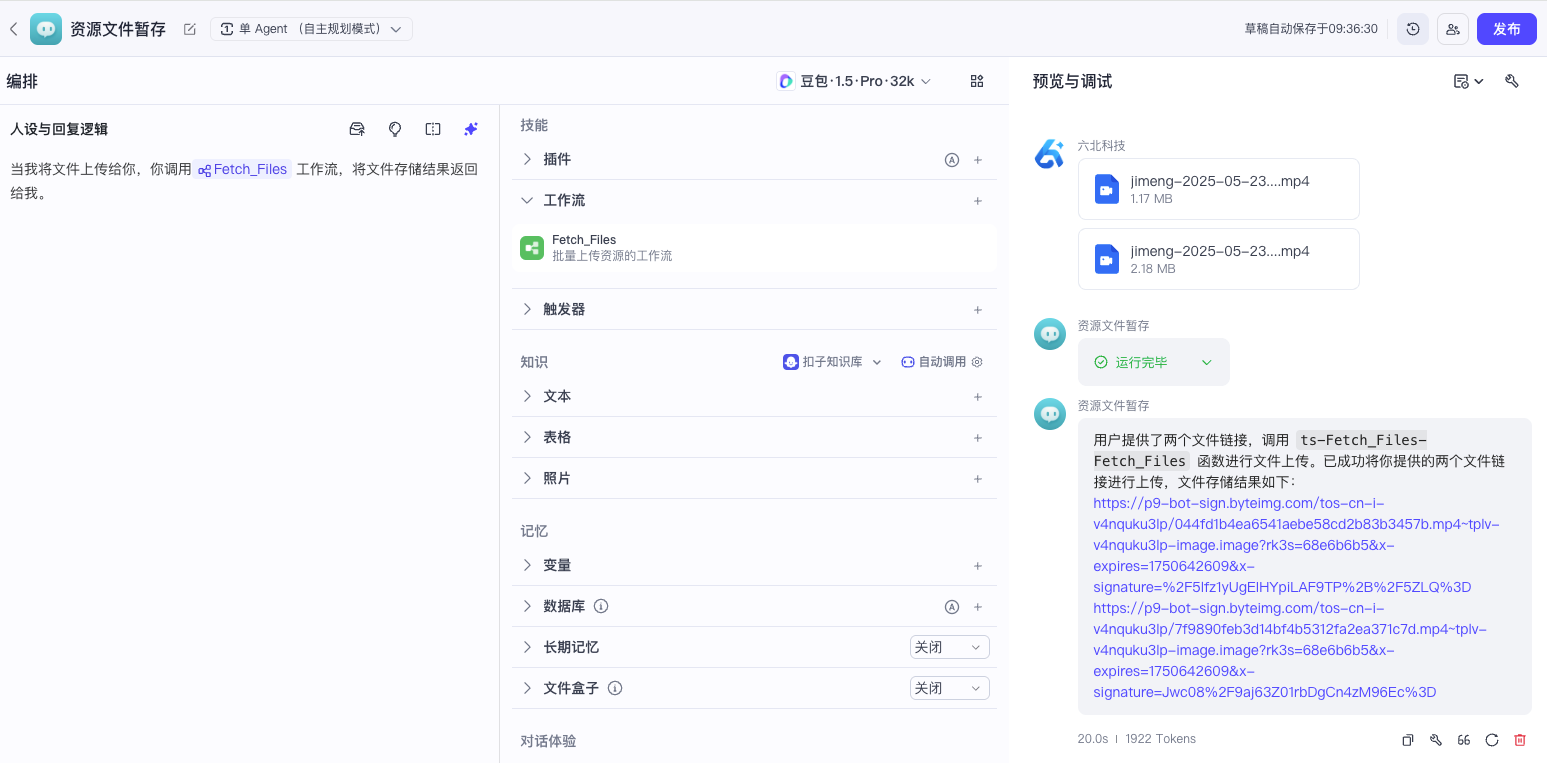 资源文件暂存
单 Agent （自主规划模式）
草稿自动保存于09:36:30
发布
编排
豆包·1.5·Pro·32k
预览与调试
人设与回复逻辑
当我将文件上传给你，你调用 Fetch_Files 工作流，将文件存储结果返回
给我。
技能
插件
工作流
Fetch_Files
批量上传资源的工作流
触发器
知识
扣子知识库
自动调用
文本
表格
照片
记忆
变量
数据库
长期记忆
关闭
文件盒子
关闭
对话体验
六北科技
jimeng-2025-05-23....mp4
1.17 MB
jimeng-2025-05-23....mp4
2.18 MB
资源文件暂存
运行完毕
资源文件暂存
用户提供了两个文件链接，调用 ts-Fetch_Files-
Fetch_Files 函数进行文件上传。已成功将你提供的两个文件链
接进行上传，文件存储结果如下：
https://p9-bot-sign.byteimg.com/tos-cn-i-
v4nquku3lp/044fd1b4ea6541aebe58cd2b83b3457b.mp4~tplv-
v4nquku3lp-image.image?rk3s=68e6b6b5&x-
expires=1750642609&x-
signature=%2F5lfz1yUgElHYpiLAF9TP%2B%2F5ZLQ%3D
https://p9-bot-sign.byteimg.com/tos-cn-i-
v4nquku3lp/7f9890feb3d14bf4b5312fa2ea371c7d.mp4~tplv-
v4nquku3lp-image.image?rk3s=68e6b6b5&x-
expires=1750642609&x-
signature=Jwc08%2F9aj63Z01rbDgCn4zM96Ec%3D
20.0s | 1922 Tokens